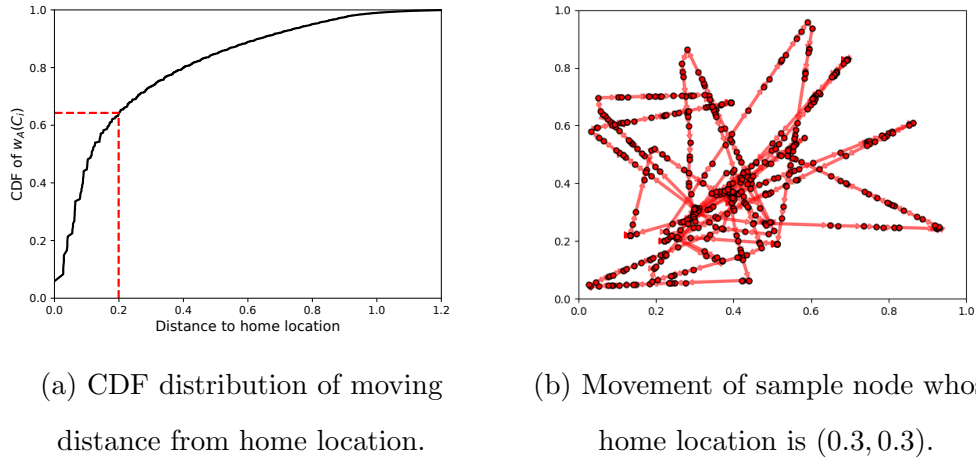 1.0
0.8
0.6
0.4
0.2
0.0
CDF of w_A(C_i)
0.0 0.2 0.4 0.6 0.8 1.0 1.2
Distance to home location
1.0
0.8
0.6
0.4
0.2
0.0
0.0 0.2 0.4 0.6 0.8 1.0
(a) CDF distribution of moving
distance from home location.
(b) Movement of sample node whos
home location is (0.3, 0.3).